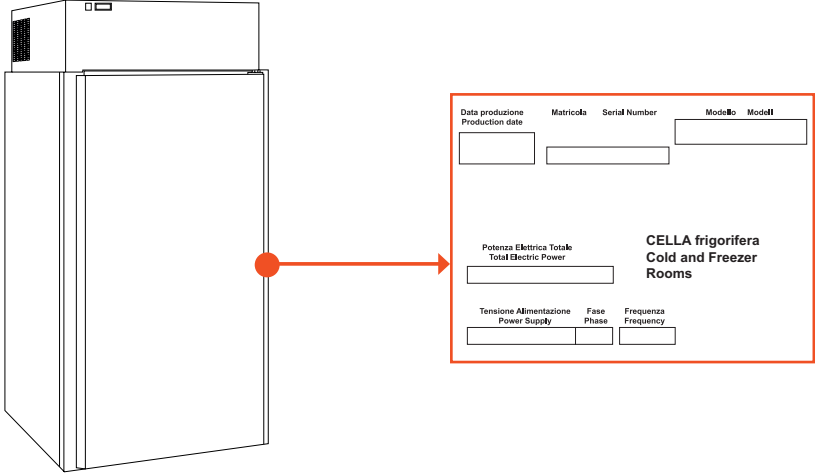 Data produzione
Production date
Matricola Serial Number
Modello Modell
Potenza Elettrica Totale
Total Electric Power
CELLA frigorifera
Cold and Freezer
Rooms
Tensione Alimentazione
Power Supply
Fase
Phase
Frequenza
Frequency